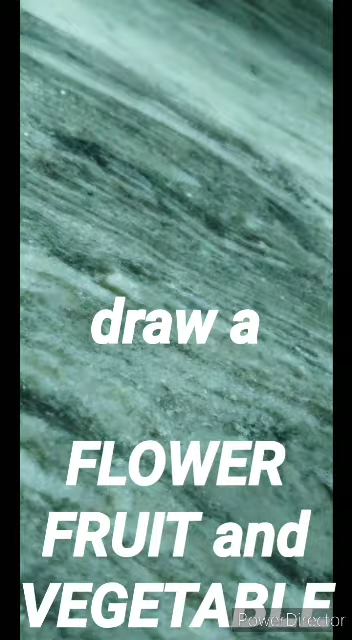 draw a
FLOWER
FRUIT and
VEGETABLE
PowerDirector